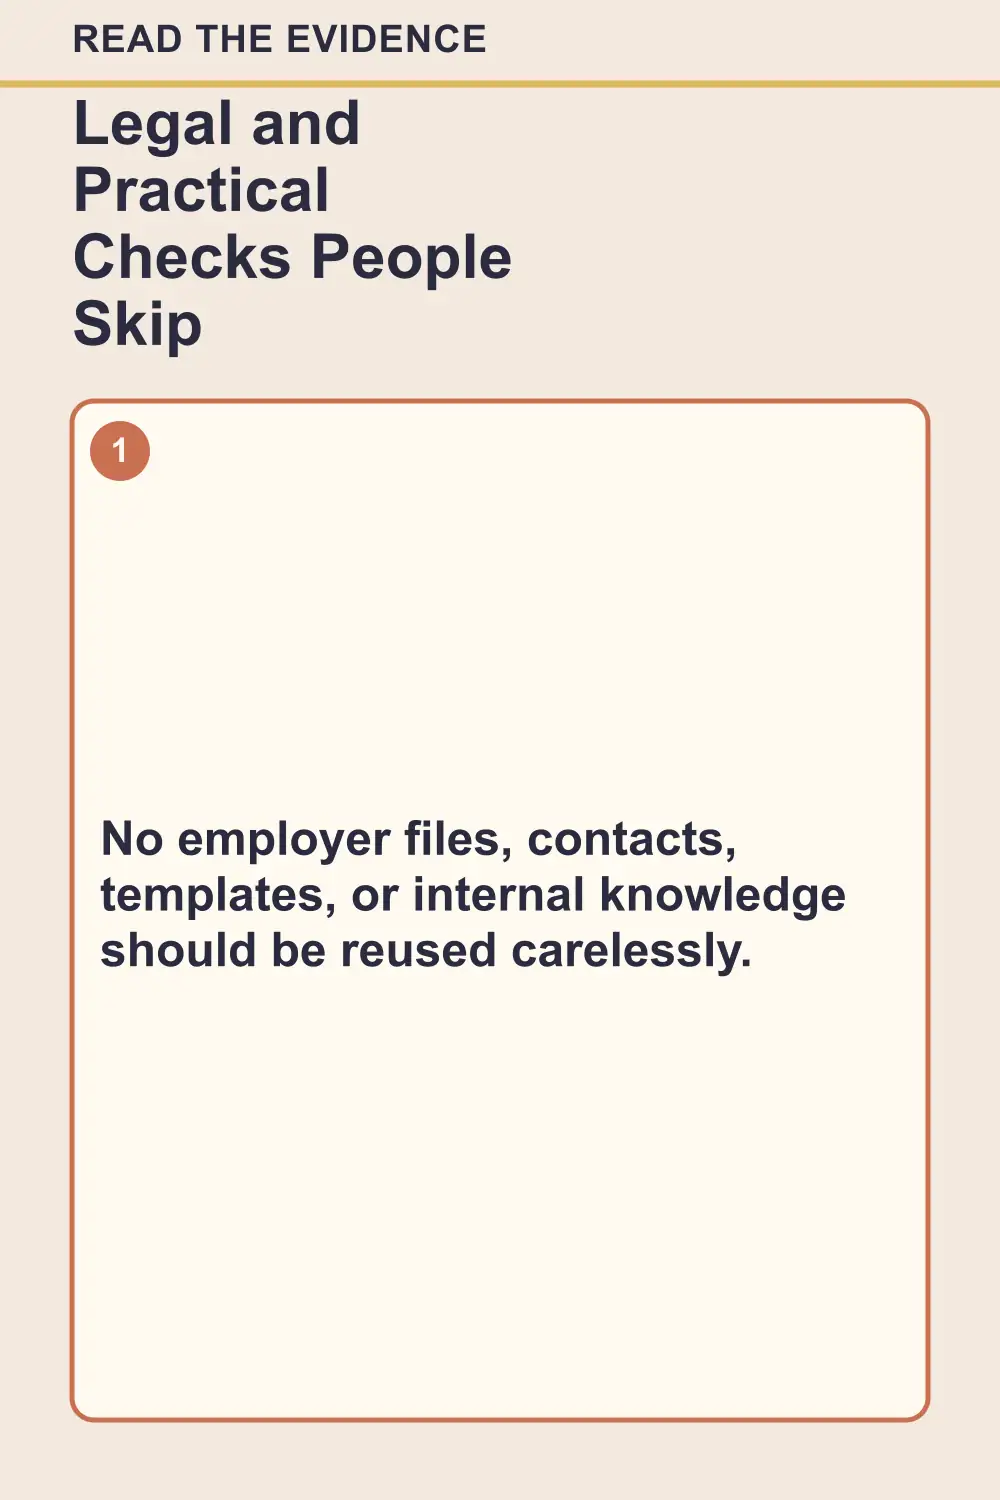 READ THE EVIDENCE
Legal and
Practical
Checks People
Skip
1
No employer files, contacts,
templates, or internal knowledge
should be reused carelessly.